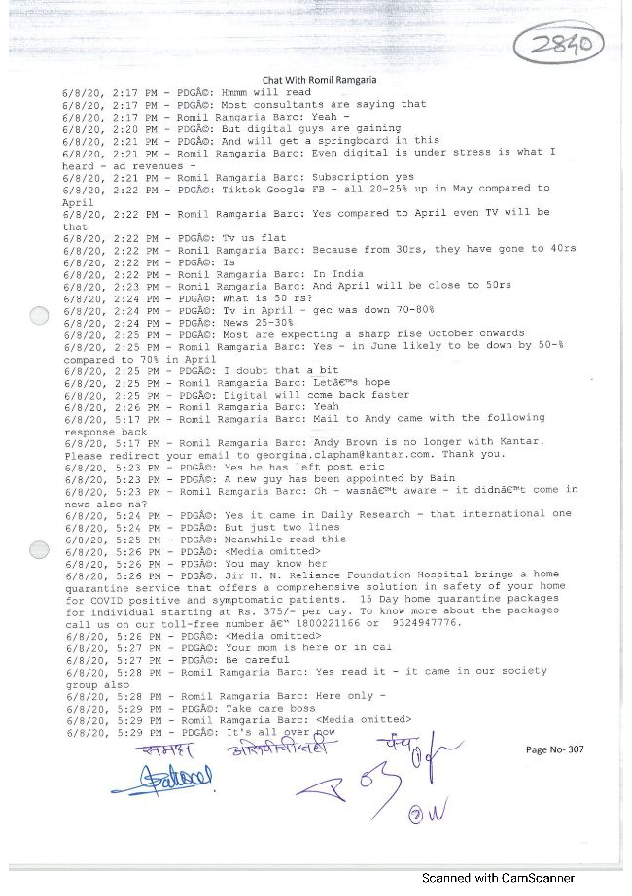 2840
Chat With Romil Ramgaria
6/8/20, 2:17 PM - PDGÂ©: Hmmm will read
6/8/20, 2:17 PM - PDGÂ©: Most consultants are saying that
6/8/20, 2:17 PM - Romil Ramgaria Barc: Yeah -
6/8/20, 2:20 PM - PDGÂ©: But digital guys are gaining
6/8/20, 2:21 PM - PDGÂ©: And will get a springboard in this
6/8/20, 2:21 PM - Romil Ramgaria Barc: Even digital is under stress is what I
heard - ad revenues -
6/8/20, 2:21 PM - Romil Ramgaria Barc: Subscription yes
6/8/20, 2:22 PM - PDGÂ©: Tiktok Google FB - all 20-25% up in May compared to
April
6/8/20, 2:22 PM - Romil Ramgaria Barc: Yes compared to April even TV will be
that
6/8/20, 2:22 PM - PDGÂ©: Tv us flat
6/8/20, 2:22 PM - Romil Ramgaria Barc: Because from 30rs, they have gone to 40rs
6/8/20, 2:22 PM - PDGÂ©: Is
6/8/20, 2:22 PM - Romil Ramgaria Barc: In India
6/8/20, 2:23 PM - Romil Ramgaria Barc: And April will be close to 50rs
6/8/20, 2:24 PM - PDGÂ©: What is 50 rs?
6/8/20, 2:24 PM - PDGÂ©: Tv in April - gec was down 70-80%
6/8/20, 2:24 PM - PDGÂ©: News 25-30%
6/8/20, 2:25 PM - PDGÂ©: Most are expecting a sharp rise October onwards
6/8/20, 2:25 PM - Romil Ramgaria Barc: Yes - in June likely to be down by 50-%
compared to 70% in April
6/8/20, 2:25 PM - PDGÂ©: I doubt that a bit
6/8/20, 2:25 PM - Romil Ramgaria Barc: Letâ€™s hope
6/8/20, 2:25 PM - PDGÂ©: Digital will come back faster
6/8/20, 2:26 PM - Romil Ramgaria Barc: Yeah
6/8/20, 5:17 PM - Romil Ramgaria Barc: Mail to Andy came with the following
response back
6/8/20, 5:17 PM - Romil Ramgaria Barc: Andy Brown is no longer with Kantar.
Please redirect your email to georgina.clapham@kantar.com. Thank you.
6/8/20, 5:23 PM - PDGÂ©: Yes he has left post eric
6/8/20, 5:23 PM - PDGÂ©: A new guy has been appointed by Bain
6/8/20, 5:23 PM - Romil Ramgaria Barc: Oh - wasnâ€™t aware - it didnâ€™t come in
news also na?
6/8/20, 5:24 PM - PDGÂ©: Yes it came in Daily Research - that international one
6/8/20, 5:24 PM - PDGÂ©: But just two lines
6/8/20, 5:25 PM - PDGÂ©: Meanwhile read this
6/8/20, 5:26 PM - PDGÂ©: <Media omitted>
6/8/20, 5:26 PM - PDGÂ©: You may know her
6/8/20, 5:26 PM - PDGÂ©: Sir H. N. Reliance Foundation Hospital brings a home
quarantine service that offers a comprehensive solution in safety of your home
for COVID positive and symptomatic patients. 15 Day home quarantine packages
for individual starting at Rs. 375/- per day. To know more about the packages
call us on our toll-free number â€“ 1800221166 or 9324947776.
6/8/20, 5:26 PM - PDGÂ©: <Media omitted>
6/8/20, 5:27 PM - PDGÂ©: Your mom is here or in cal
6/8/20, 5:27 PM - PDGÂ©: Be careful
6/8/20, 5:28 PM - Romil Ramgaria Barc: Yes read it - it came in our society
group also
6/8/20, 5:28 PM - Romil Ramgaria Barc: Here only -
6/8/20, 5:29 PM - PDGÂ©: Take care boss
6/8/20, 5:29 PM - Romil Ramgaria Barc: <Media omitted>
6/8/20, 5:29 PM - PDGÂ©: It's all over now
समक्ष पंच
Page No- 307
Scanned with CamScanner